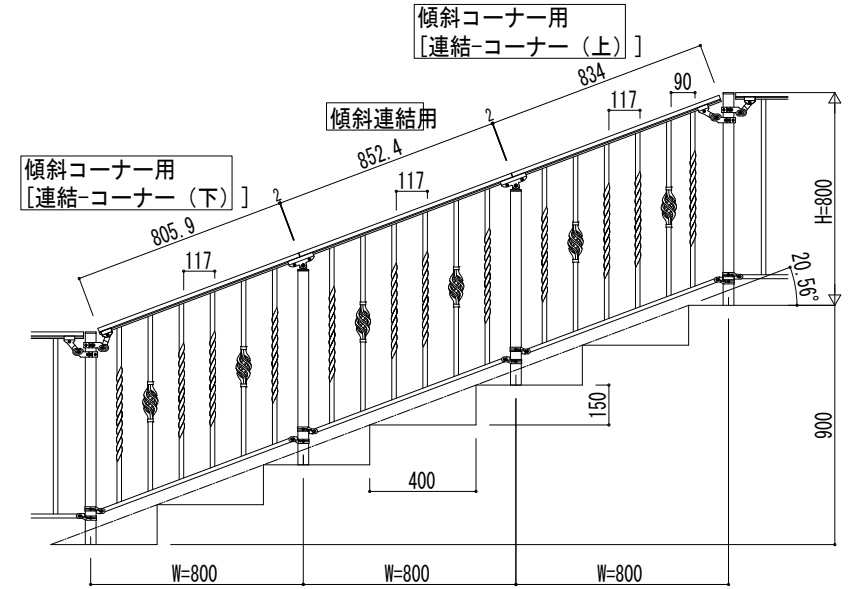 傾斜コーナー用
[連結-コーナー（上）]
834
90
117
傾斜連結用
2
852.4
傾斜コーナー用
[連結-コーナー（下）]
2
117
805.9
117
H=800
20.56°
150
900
400
W=800
W=800
W=800